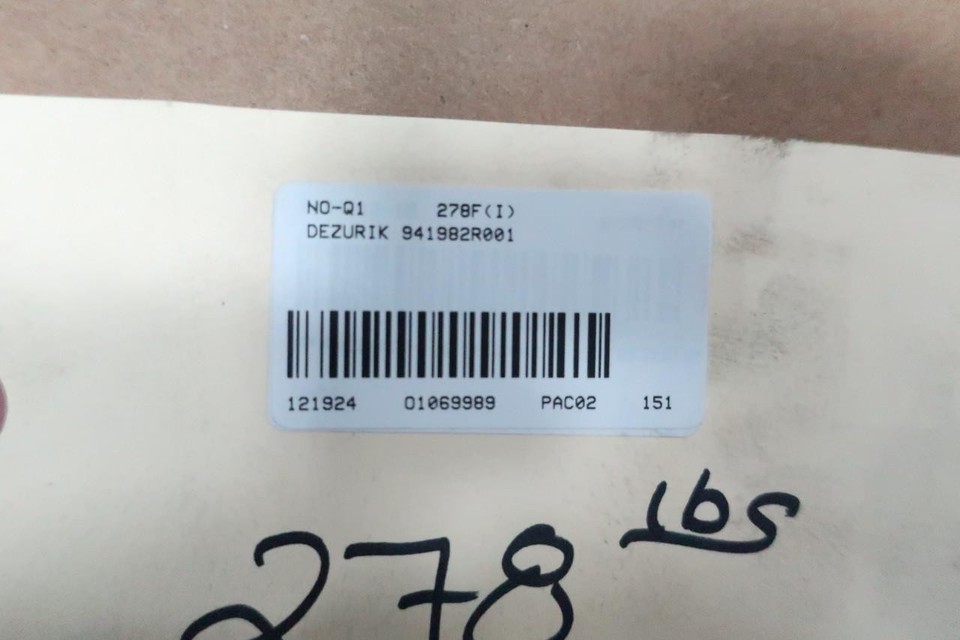 NO-Q1 278F(I)
DEZURIK 941982R001
121924 01069989 PAC02 151
278 lbs